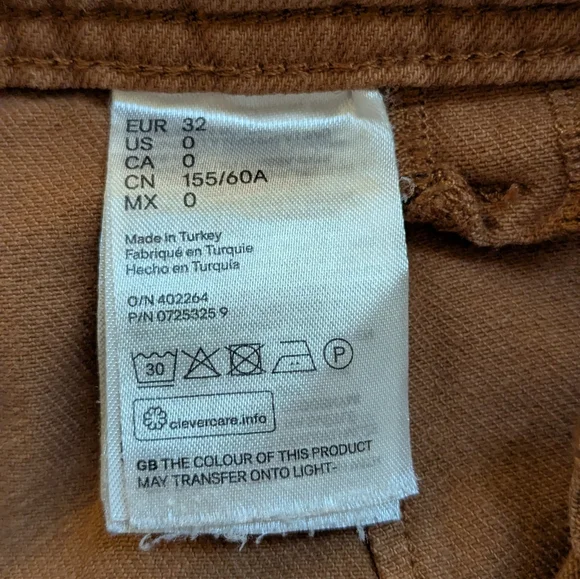 EUR 32
US 0
CA 0
CN 155/60A
MX 0
Made in Turkey
Fabriqué en Turquie
Hecho en Turquía
O/N 402264
P/N 0725325 9
30
P
clevercare.info
GB THE COLOUR OF THIS PRODUCT
MAY TRANSFER ONTO LIGHT-